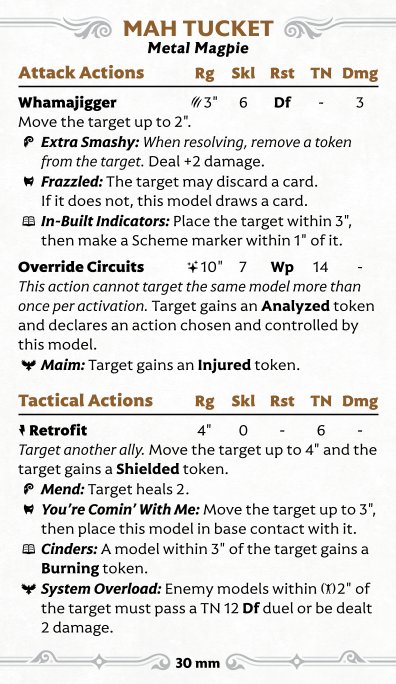 MAH TUCKET
Metal Magpie
Attack Actions Rg Skl Rst TN Dmg
Whamajigger 3" 6 Df - 3
Move the target up to 2".
Extra Smashy: When resolving, remove a token
from the target. Deal +2 damage.
Frazzled: The target may discard a card.
If it does not, this model draws a card.
In-Built Indicators: Place the target within 3",
then make a Scheme marker within 1" of it.
Override Circuits 10" 7 Wp 14 -
This action cannot target the same model more than
once per activation. Target gains an Analyzed token
and declares an action chosen and controlled by
this model.
Maim: Target gains an Injured token.
Tactical Actions Rg Skl Rst TN Dmg
Retrofit 4" 0 - 6 -
Target another ally. Move the target up to 4" and the
target gains a Shielded token.
Mend: Target heals 2.
You're Comin' With Me: Move the target up to 3",
then place this model in base contact with it.
Cinders: A model within 3" of the target gains a
Burning token.
System Overload: Enemy models within 2" of
the target must pass a TN 12 Df duel or be dealt
2 damage.
30 mm